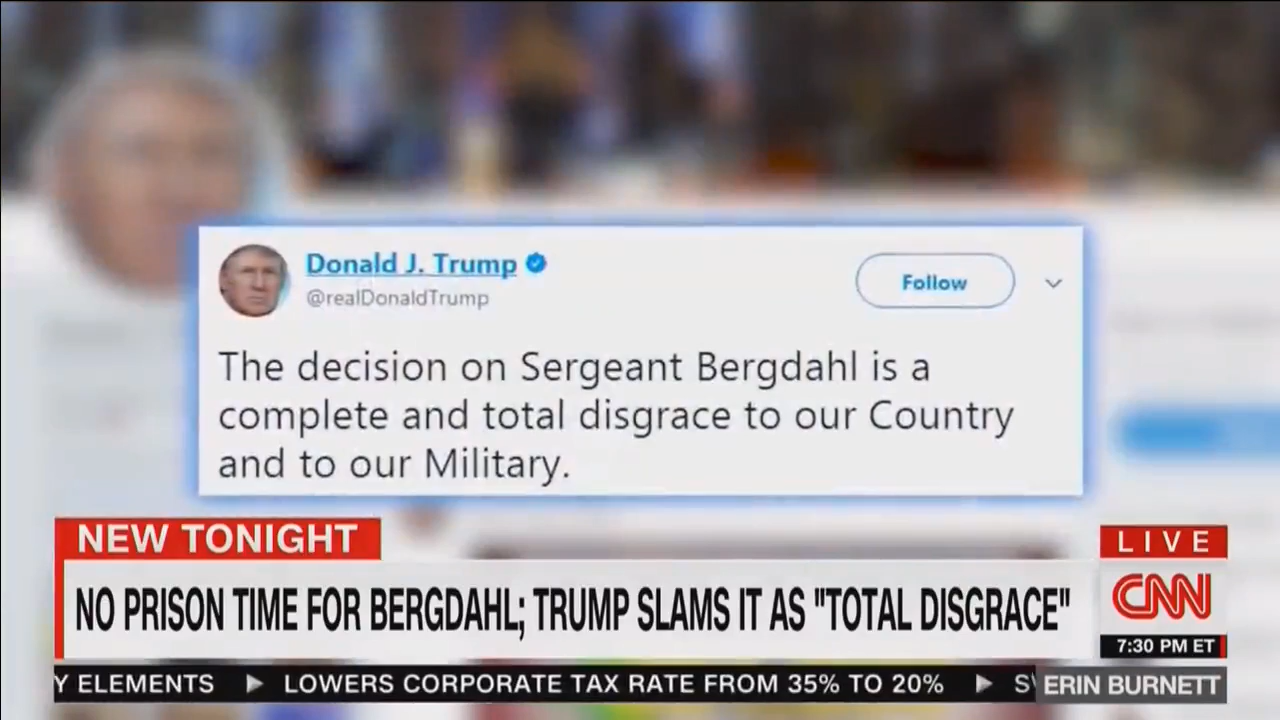 Donald J. Trump
@realDonaldTrump
Follow
The decision on Sergeant Bergdahl is a
complete and total disgrace to our Country
and to our Military.
NEW TONIGHT
NO PRISON TIME FOR BERGDAHL; TRUMP SLAMS IT AS "TOTAL DISGRACE"
LIVE
CNN
7:30 PM ET
Y ELEMENTS ▶ LOWERS CORPORATE TAX RATE FROM 35% TO 20% ▶
ERIN BURNETT